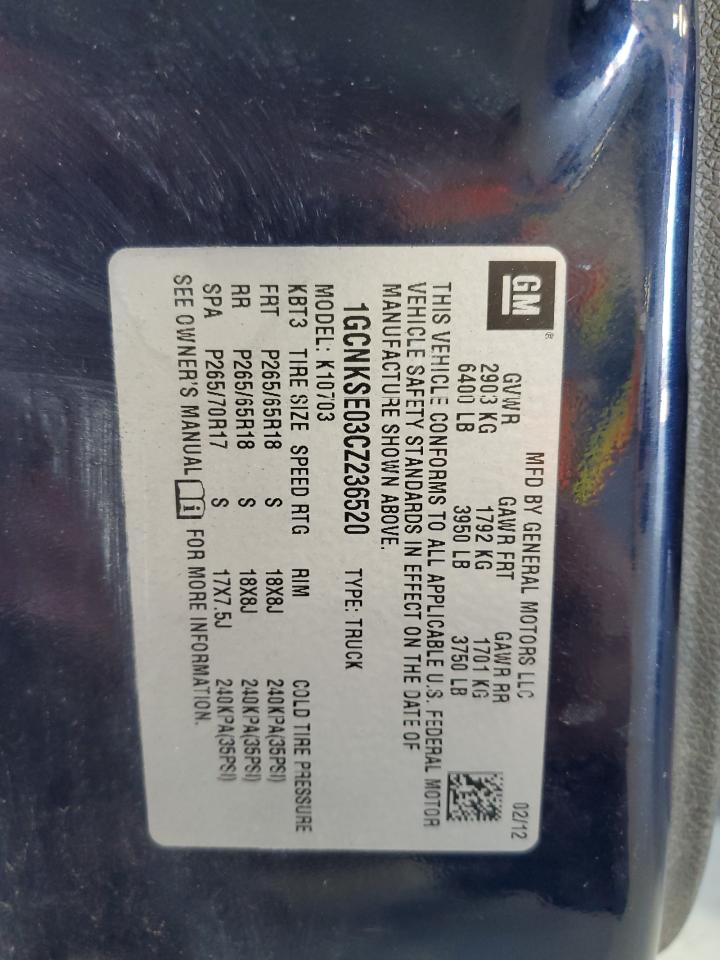 GM®
MFD BY GENERAL MOTORS LLC 02/12
GVWR GAWR FRT GAWR RR
2903 KG 1792 KG 1701 KG
6400 LB 3950 LB 3750 LB
THIS VEHICLE CONFORMS TO ALL APPLICABLE U.S. FEDERAL MOTOR
VEHICLE SAFETY STANDARDS IN EFFECT ON THE DATE OF
MANUFACTURE SHOWN ABOVE.
1GCNKSE03CZ236520 TYPE: TRUCK
MODEL: K10703
KBT3 TIRE SIZE SPEED RTG RIM COLD TIRE PRESSURE
FRT P265/65R18 S 18X8J 240KPA(35PSI)
RR P265/65R18 S 18X8J 240KPA(35PSI)
SPA P265/70R17 S 17X7.5J 240KPA(35PSI)
SEE OWNER'S MANUAL i FOR MORE INFORMATION.